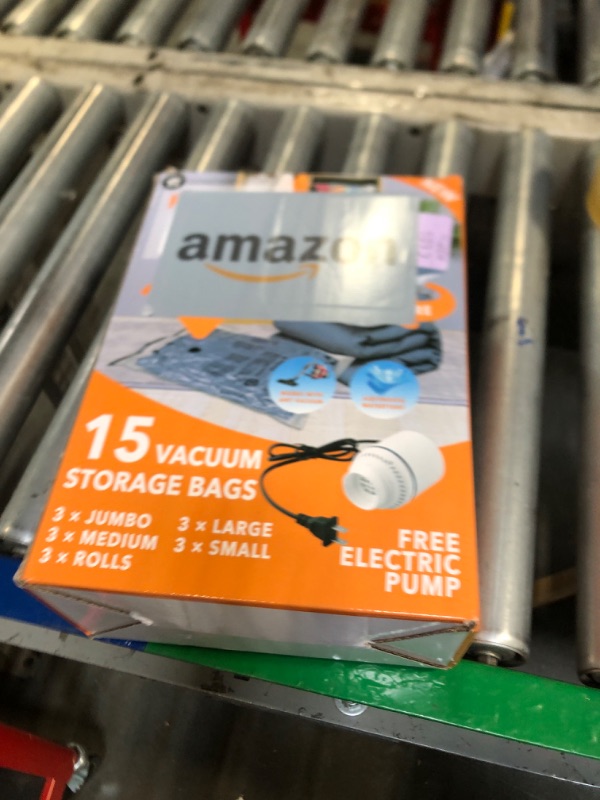 amazon
15 VACUUM
STORAGE BAGS
3 × JUMBO
3 × LARGE
3 × MEDIUM
3 × SMALL
3 × ROLLS
FREE
ELECTRIC
PUMP